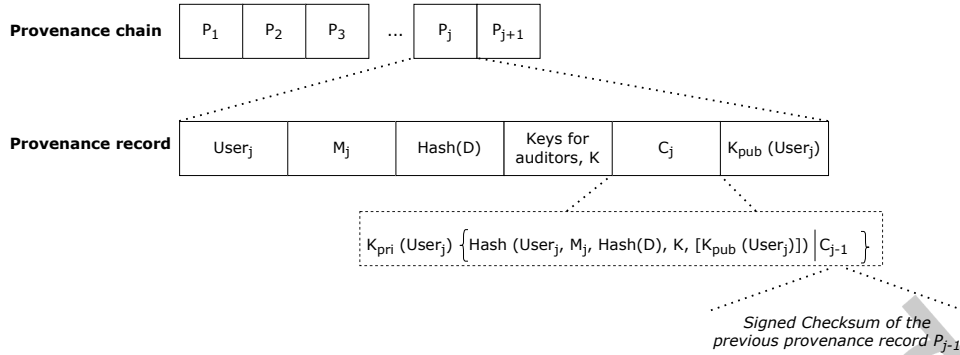 Provenance chain P1 P2 P3 ... Pj Pj+1
Provenance record Userj Mj Hash(D) Keys for auditors, K Cj Kpub (Userj)
Kpri (Userj) {Hash (Userj, Mj, Hash(D), K, [Kpub (Userj)]) | Cj-1 }
Signed Checksum of the
previous provenance record Pj-1